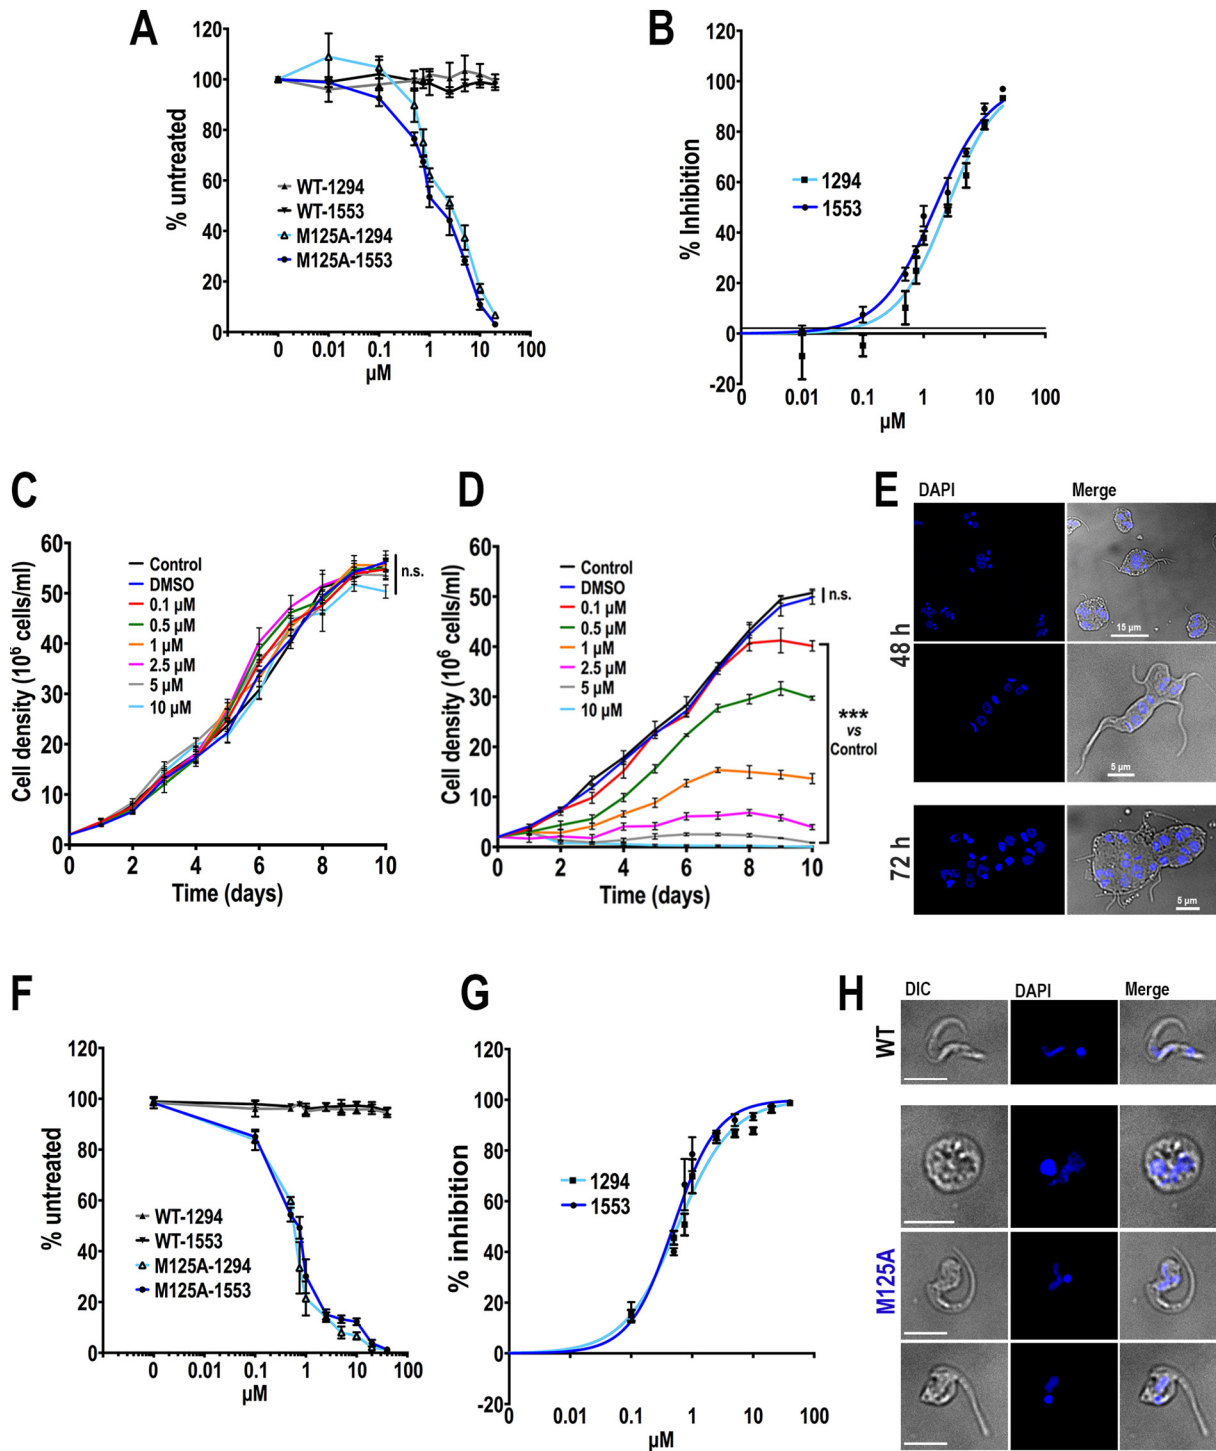 A
120
100
80
60
40
20
0
% untreated
WT-1294
WT-1553
M125A-1294
M125A-1553
0 0.01 0.1 1 10 100
µM
B
120
100
80
60
40
20
0
-20
% Inhibition
1294
1553
0 0.01 0.1 1 10 100
µM
C
60
50
40
30
20
10
0
Cell density (10⁶ cells/ml)
Control
DMSO
0.1 µM
0.5 µM
1 µM
2.5 µM
5 µM
10 µM
n.s.
0 2 4 6 8 10
Time (days)
D
60
50
40
30
20
10
0
Cell density (10⁶ cells/ml)
Control
DMSO
0.1 µM
0.5 µM
1 µM
2.5 µM
5 µM
10 µM
n.s.
***
vs
Control
0 2 4 6 8 10
Time (days)
E
DAPI Merge
48 h
15 µm
5 µm
72 h
5 µm
F
120
100
80
60
40
20
0
% untreated
WT-1294
WT-1553
M125A-1294
M125A-1553
0 0.1 1 10 100
µM
G
120
100
80
60
40
20
0
-20
% inhibition
1294
1553
0 0.01 0.1 1 10 100
µM
H
DIC DAPI Merge
WT
M125A